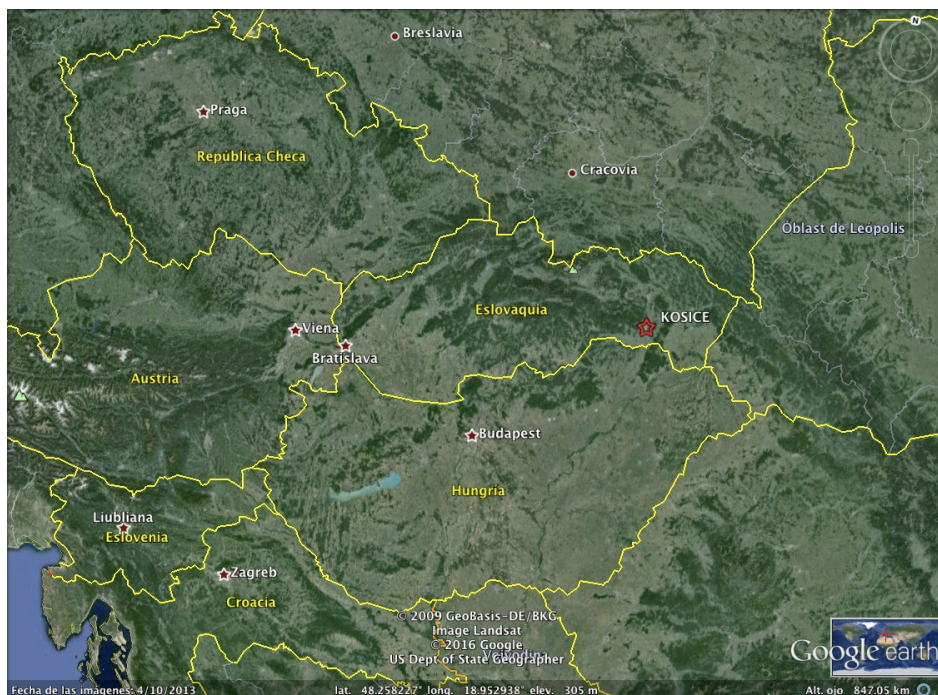 N
Breslavia
Praga
República Checa
Cracovia
Óblast de Leópolis
Eslovaquia
KOSICE
Viena
Bratislava
Austria
Budapest
Hungría
Liubliana
Eslovenia
Zagreb
Croacia
© 2009 GeoBasis-DE/BKG
Image Landsat
© 2016 Google
US Dept of State Geographer
Voivodina
Google earth
Fecha de las imágenes: 4/10/2013 lat. 48.258227° long. 18.952938° elev. 305 m Alt. ojo 847.05 km